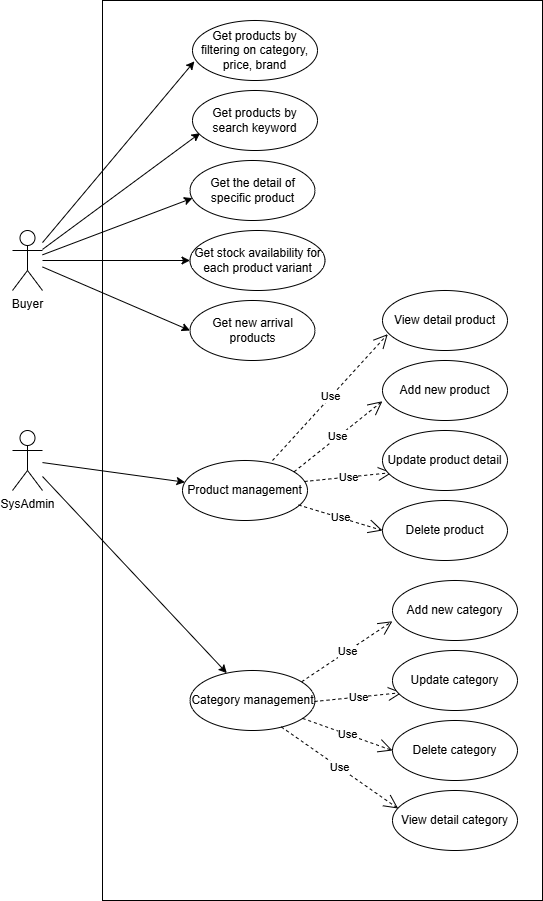 Get products by
filtering on category,
price, brand
Get products by
search keyword
Get the detail of
specific product
Get stock availability for
each product variant
Buyer
Get new arrival
products
View detail product
Use
Add new product
Use
SysAdmin
Product management
Update product detail
Use
Delete product
Use
Add new category
Use
Category management
Update category
Use
Delete category
Use
View detail category
Use